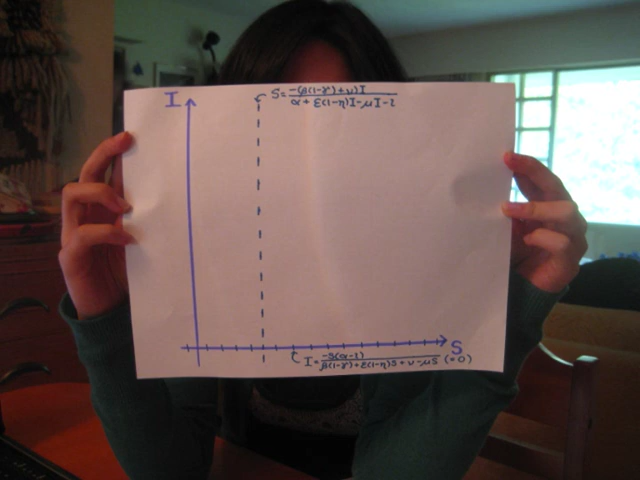 I
S = -(β(1-γ)+ν)I / α + ε(1-η)I-μI-1
S
I = -S(α-1) / β(1-γ)+ε(1-η)S+ν-μS (=0)